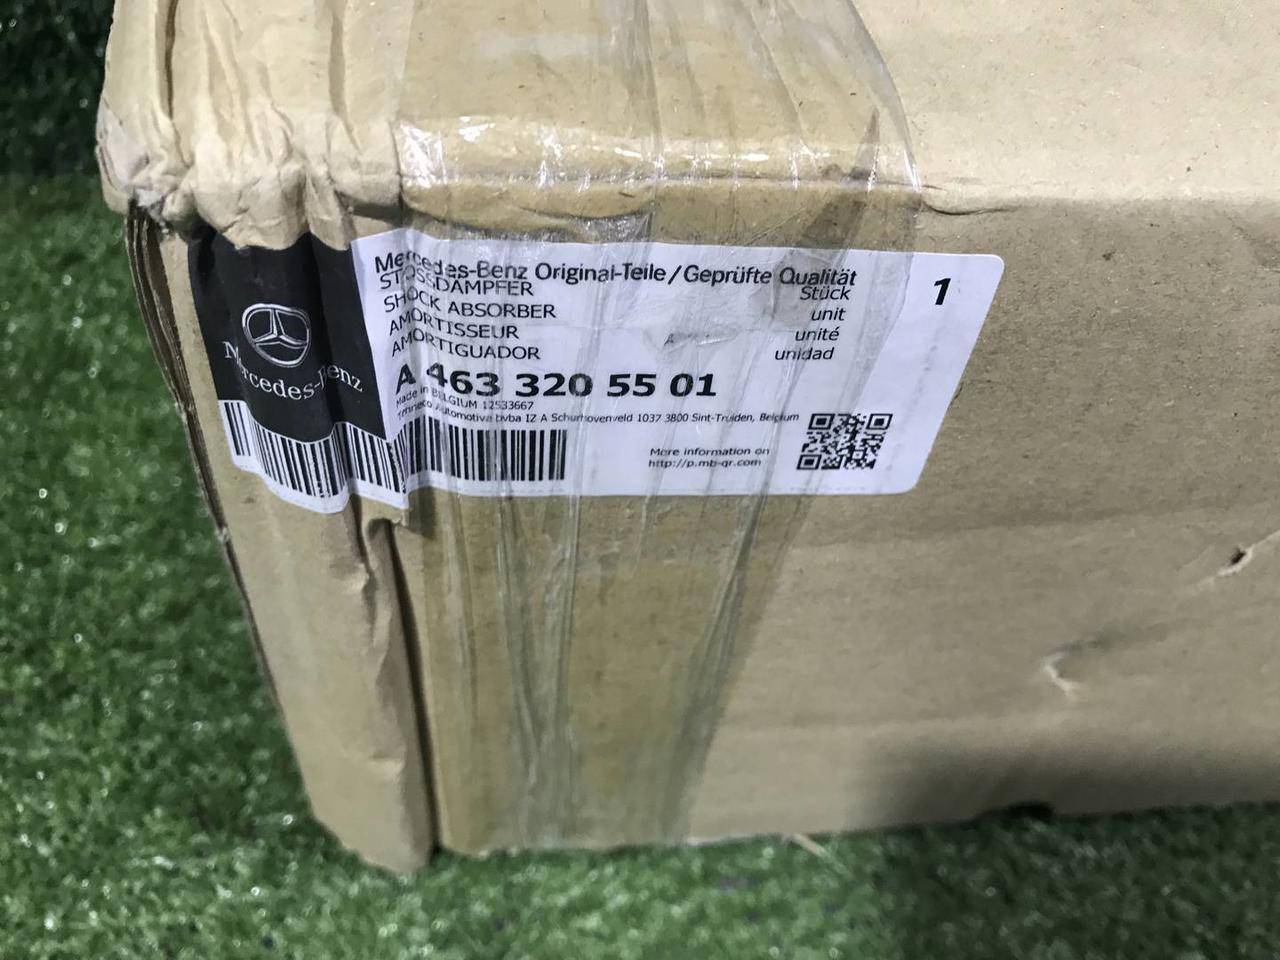 Mercedes-Benz
Mercedes-Benz Original-Teile/Geprüfte Qualität
STOSSDÄMPFER Stück
SHOCK ABSORBER unit
AMORTISSEUR unité
AMORTIGUADOR unidad
1
A 463 320 55 01
Made in BELGIUM 12533667
Tenneco Automotive bvba IZ A Schurhovenveld 1037 3800 Sint-Truiden, Belgium
More information on
http://p.mb-qr.com